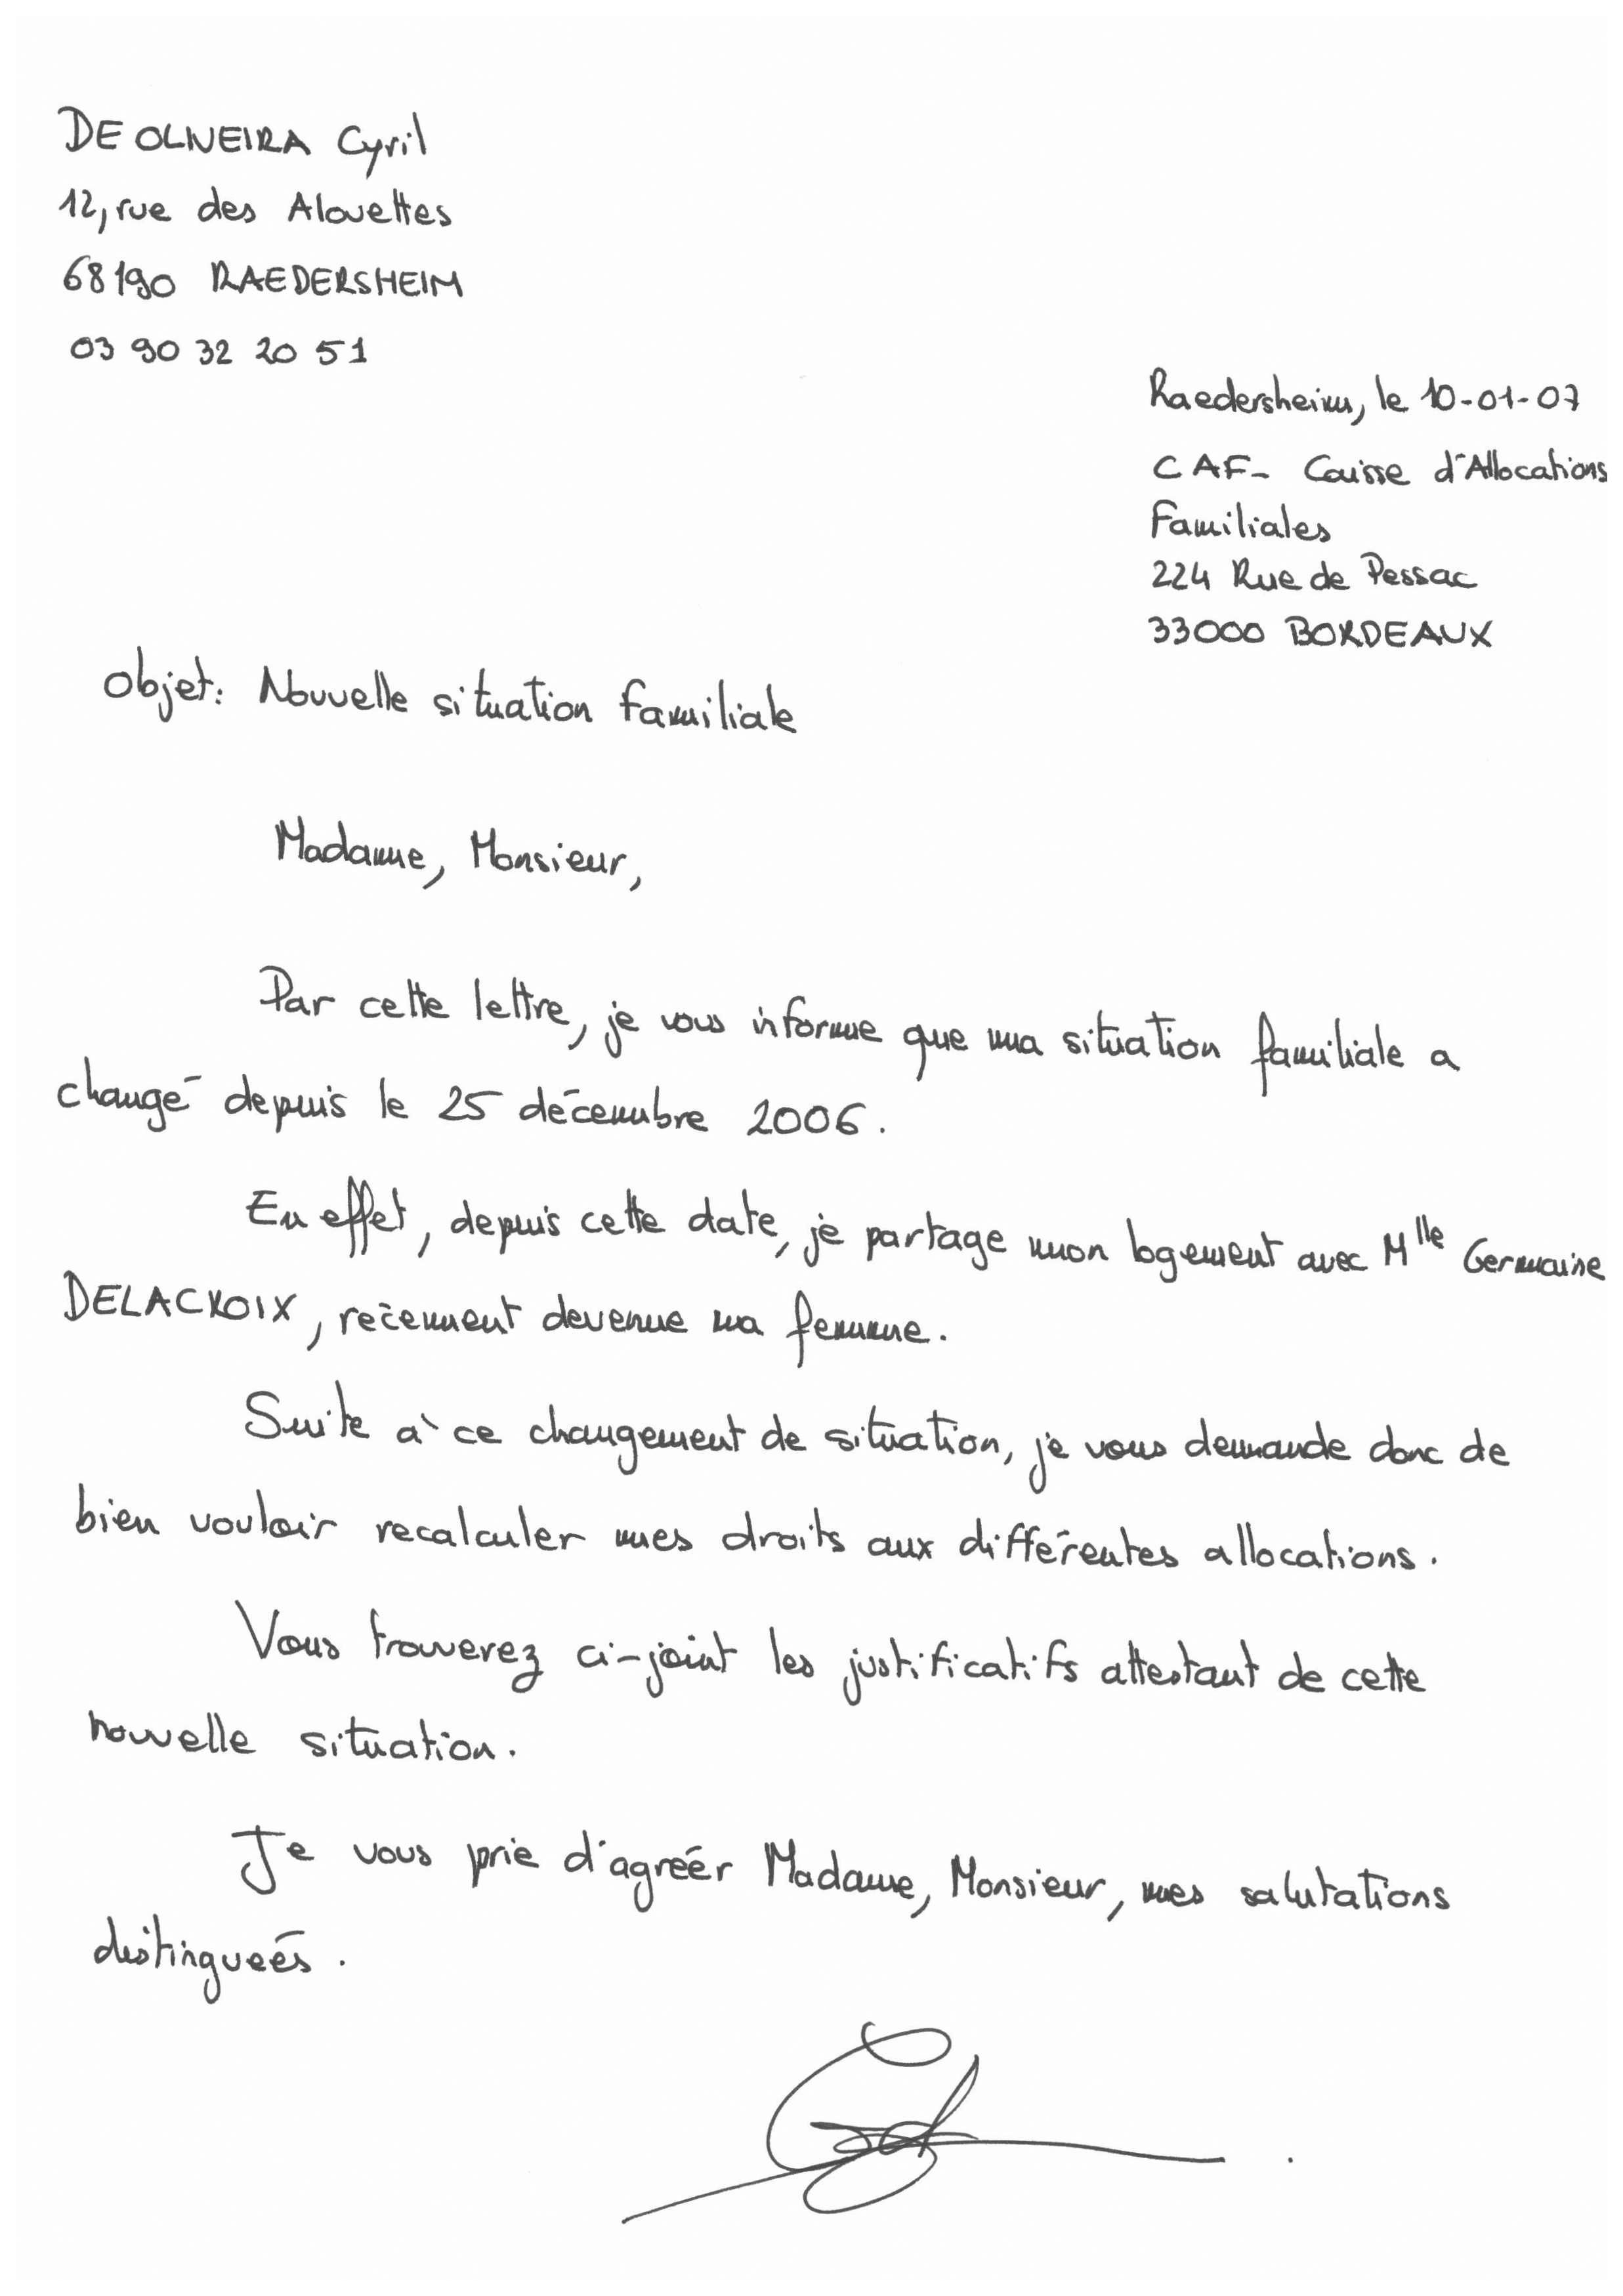 DE OLIVEIRA Cyril
12, rue des Alouettes
68190 RAEDERSHEIM
03 90 32 20 51
Raedersheim, le 10-01-07
CAF- Caisse d'Allocations
Familiales
224 Rue de Pessac
33000 BORDEAUX
Objet: Nouvelle situation familiale
Madame, Monsieur,
Par cette lettre, je vous informe que ma situation familiale a
changé depuis le 25 décembre 2006.
En effet, depuis cette date, je partage mon logement avec Mlle Germaine
DELACROIX, récement devenue ma femme.
Suite à ce changement de situation, je vous demande donc de
bien vouloir recalculer mes droits aux différentes allocations.
Vous trouverez ci-joint les justificatifs attestant de cette
nouvelle situation.
Je vous prie d'agréer Madame, Monsieur, mes salutations
distinguées.